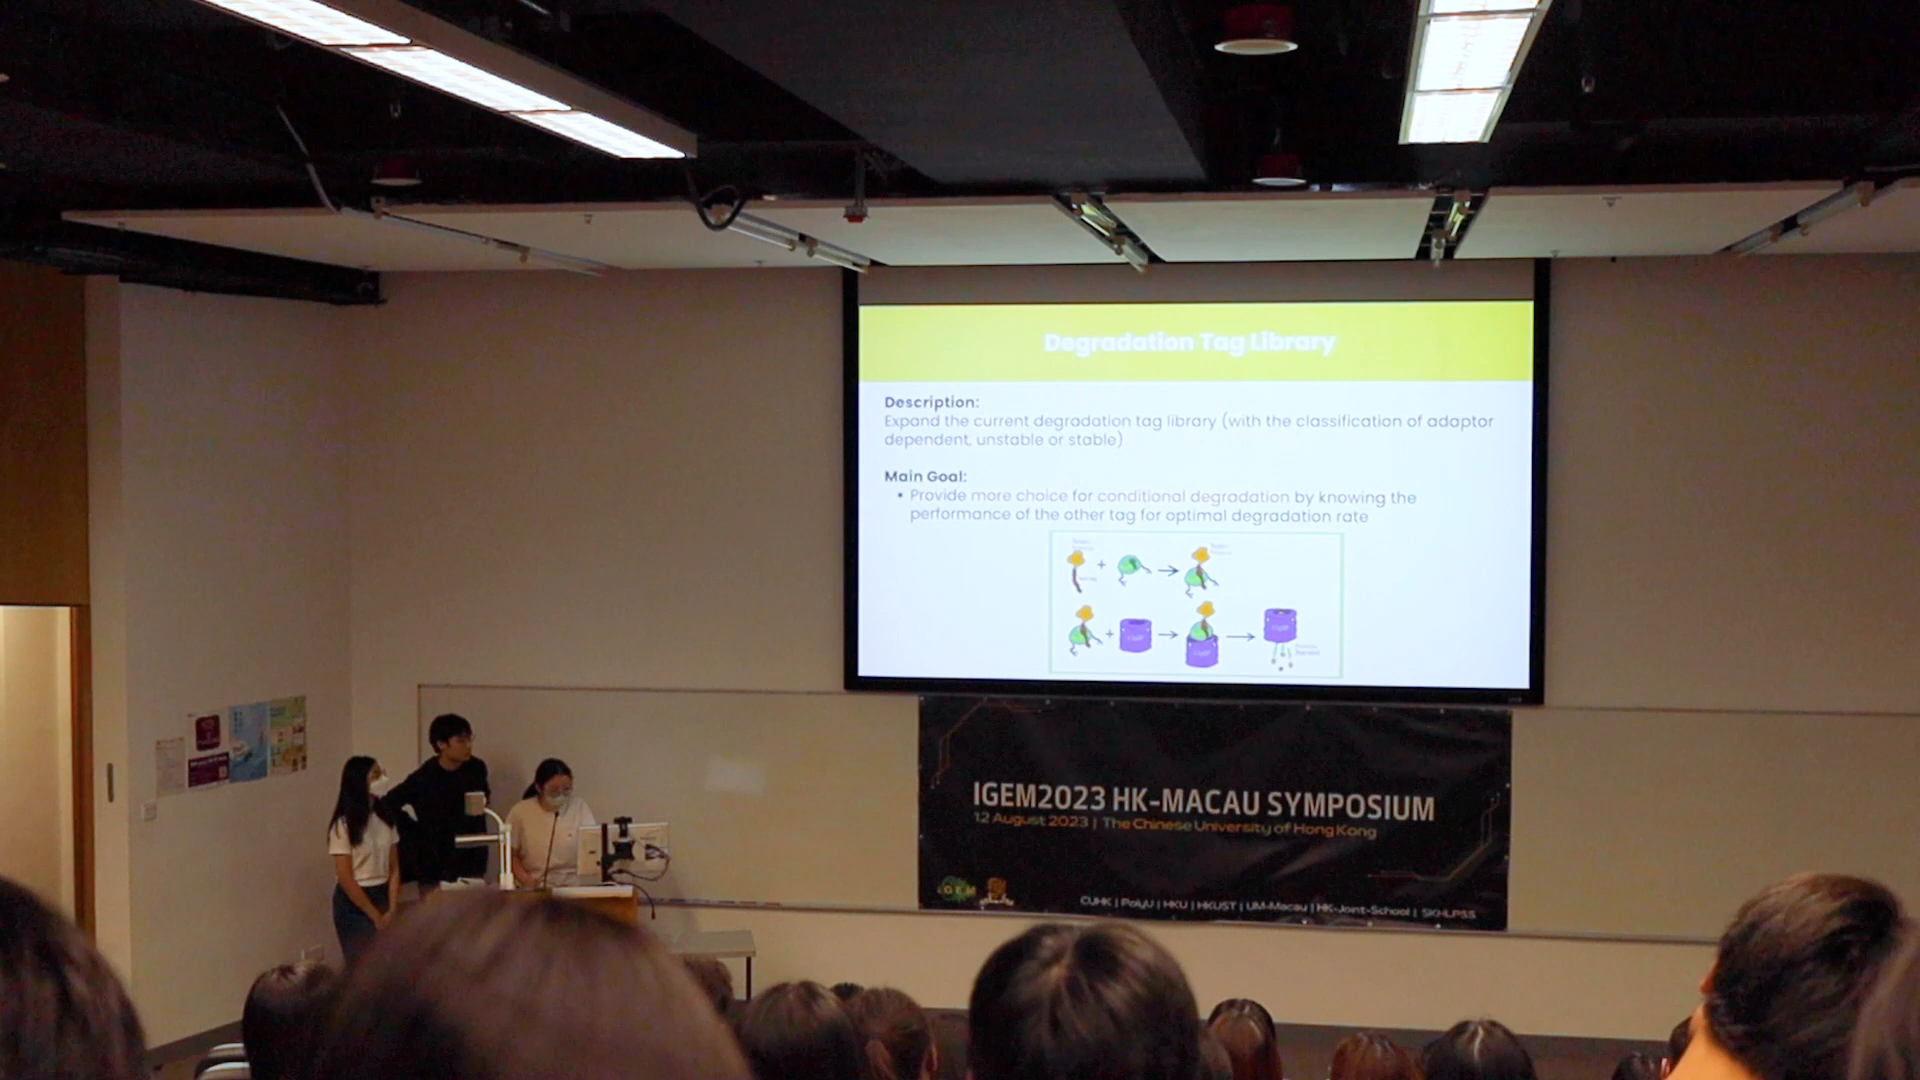 Degradation Tag Library
Description:
Expand the current degradation tag library (with the classification of adaptor
dependent, unstable or stable)
Main Goal:
• Provide more choice for conditional degradation by knowing the
performance of the other tag for optimal degradation rate
IGEM2023 HK-MACAU SYMPOSIUM
12 August 2023 | The Chinese University of Hong Kong
iGEM
CUHK | PolyU | HKU | HKUST | UM-Macau | HK-Joint-School | SKHLPSS